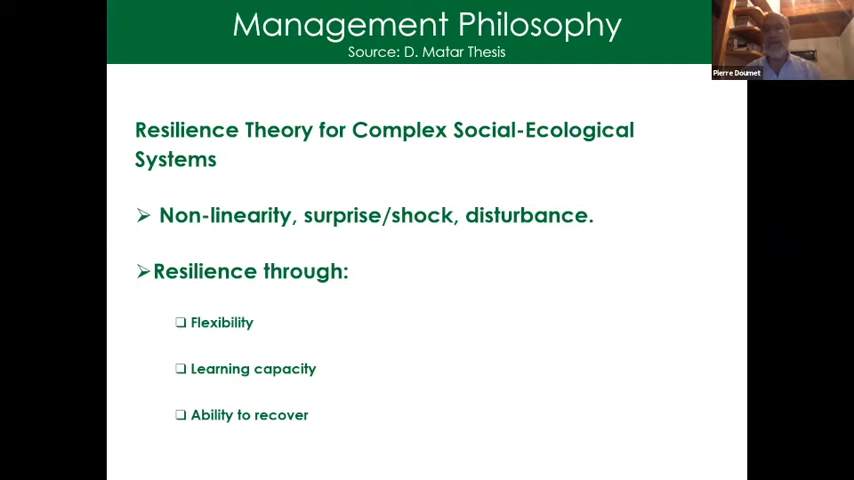 Management Philosophy
Source: D. Matar Thesis
Pierre Doumet
Resilience Theory for Complex Social-Ecological
Systems
➢ Non-linearity, surprise/shock, disturbance.
➢Resilience through:
❑ Flexibility
❑ Learning capacity
❑ Ability to recover